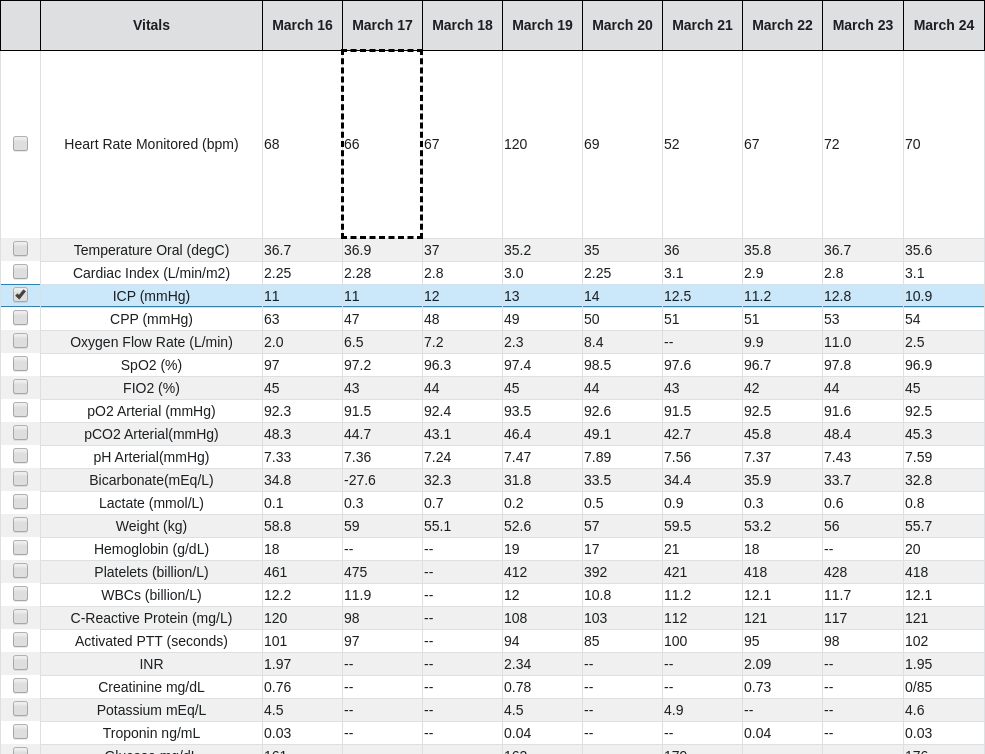 Vitals March 16 March 17 March 18 March 19 March 20 March 21 March 22 March 23 March 24
Heart Rate Monitored (bpm) 68 66 67 120 69 52 67 72 70
Temperature Oral (degC) 36.7 36.9 37 35.2 35 36 35.8 36.7 35.6
Cardiac Index (L/min/m2) 2.25 2.28 2.8 3.0 2.25 3.1 2.9 2.8 3.1
ICP (mmHg) 11 11 12 13 14 12.5 11.2 12.8 10.9
CPP (mmHg) 63 47 48 49 50 51 51 53 54
Oxygen Flow Rate (L/min) 2.0 6.5 7.2 2.3 8.4 -- 9.9 11.0 2.5
SpO2 (%) 97 97.2 96.3 97.4 98.5 97.6 96.7 97.8 96.9
FIO2 (%) 45 43 44 45 44 43 42 44 45
pO2 Arterial (mmHg) 92.3 91.5 92.4 93.5 92.6 91.5 92.5 91.6 92.5
pCO2 Arterial(mmHg) 48.3 44.7 43.1 46.4 49.1 42.7 45.8 48.4 45.3
pH Arterial(mmHg) 7.33 7.36 7.24 7.47 7.89 7.56 7.37 7.43 7.59
Bicarbonate(mEq/L) 34.8 -27.6 32.3 31.8 33.5 34.4 35.9 33.7 32.8
Lactate (mmol/L) 0.1 0.3 0.7 0.2 0.5 0.9 0.3 0.6 0.8
Weight (kg) 58.8 59 55.1 52.6 57 59.5 53.2 56 55.7
Hemoglobin (g/dL) 18 -- -- 19 17 21 18 -- 20
Platelets (billion/L) 461 475 -- 412 392 421 418 428 418
WBCs (billion/L) 12.2 11.9 -- 12 10.8 11.2 12.1 11.7 12.1
C-Reactive Protein (mg/L) 120 98 -- 108 103 112 121 117 121
Activated PTT (seconds) 101 97 -- 94 85 100 95 98 102
INR 1.97 -- -- 2.34 -- -- 2.09 -- 1.95
Creatinine mg/dL 0.76 -- -- 0.78 -- -- 0.73 -- 0/85
Potassium mEq/L 4.5 -- -- 4.5 -- 4.9 -- -- 4.6
Troponin ng/mL 0.03 -- -- 0.04 -- -- 0.04 -- 0.03